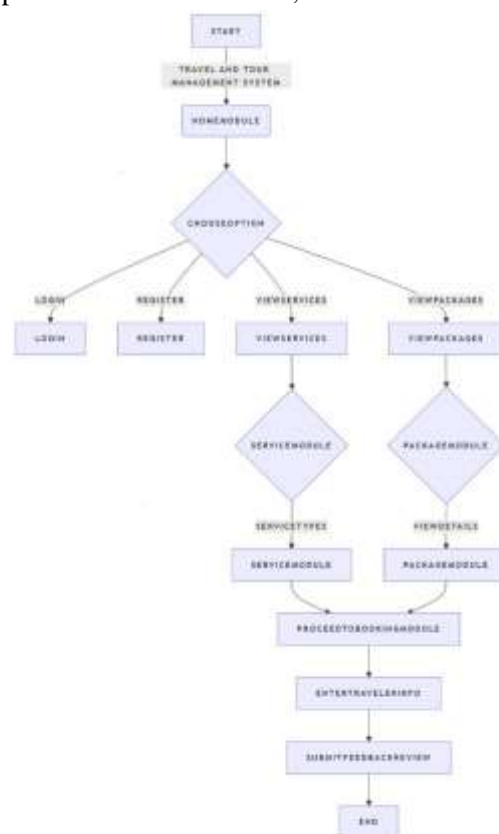 START
TRAVEL AND TOUR
MANAGEMENT SYSTEM
HOMEMODULE
CHOOSEOPTION
LOGIN
REGISTER
VIEWSERVICES
VIEWPACKAGES
LOGIN
REGISTER
VIEWSERVICES
VIEWPACKAGES
SERVICEMODULE
PACKAGEMODULE
SERVICETYPES
VIEWDETAILS
SERVICEMODULE
PACKAGEMODULE
PROCEEDTOBOOKINGMODULE
ENTERTRAVELERINFO
SUBMITFEEDBACKREVIEW
END